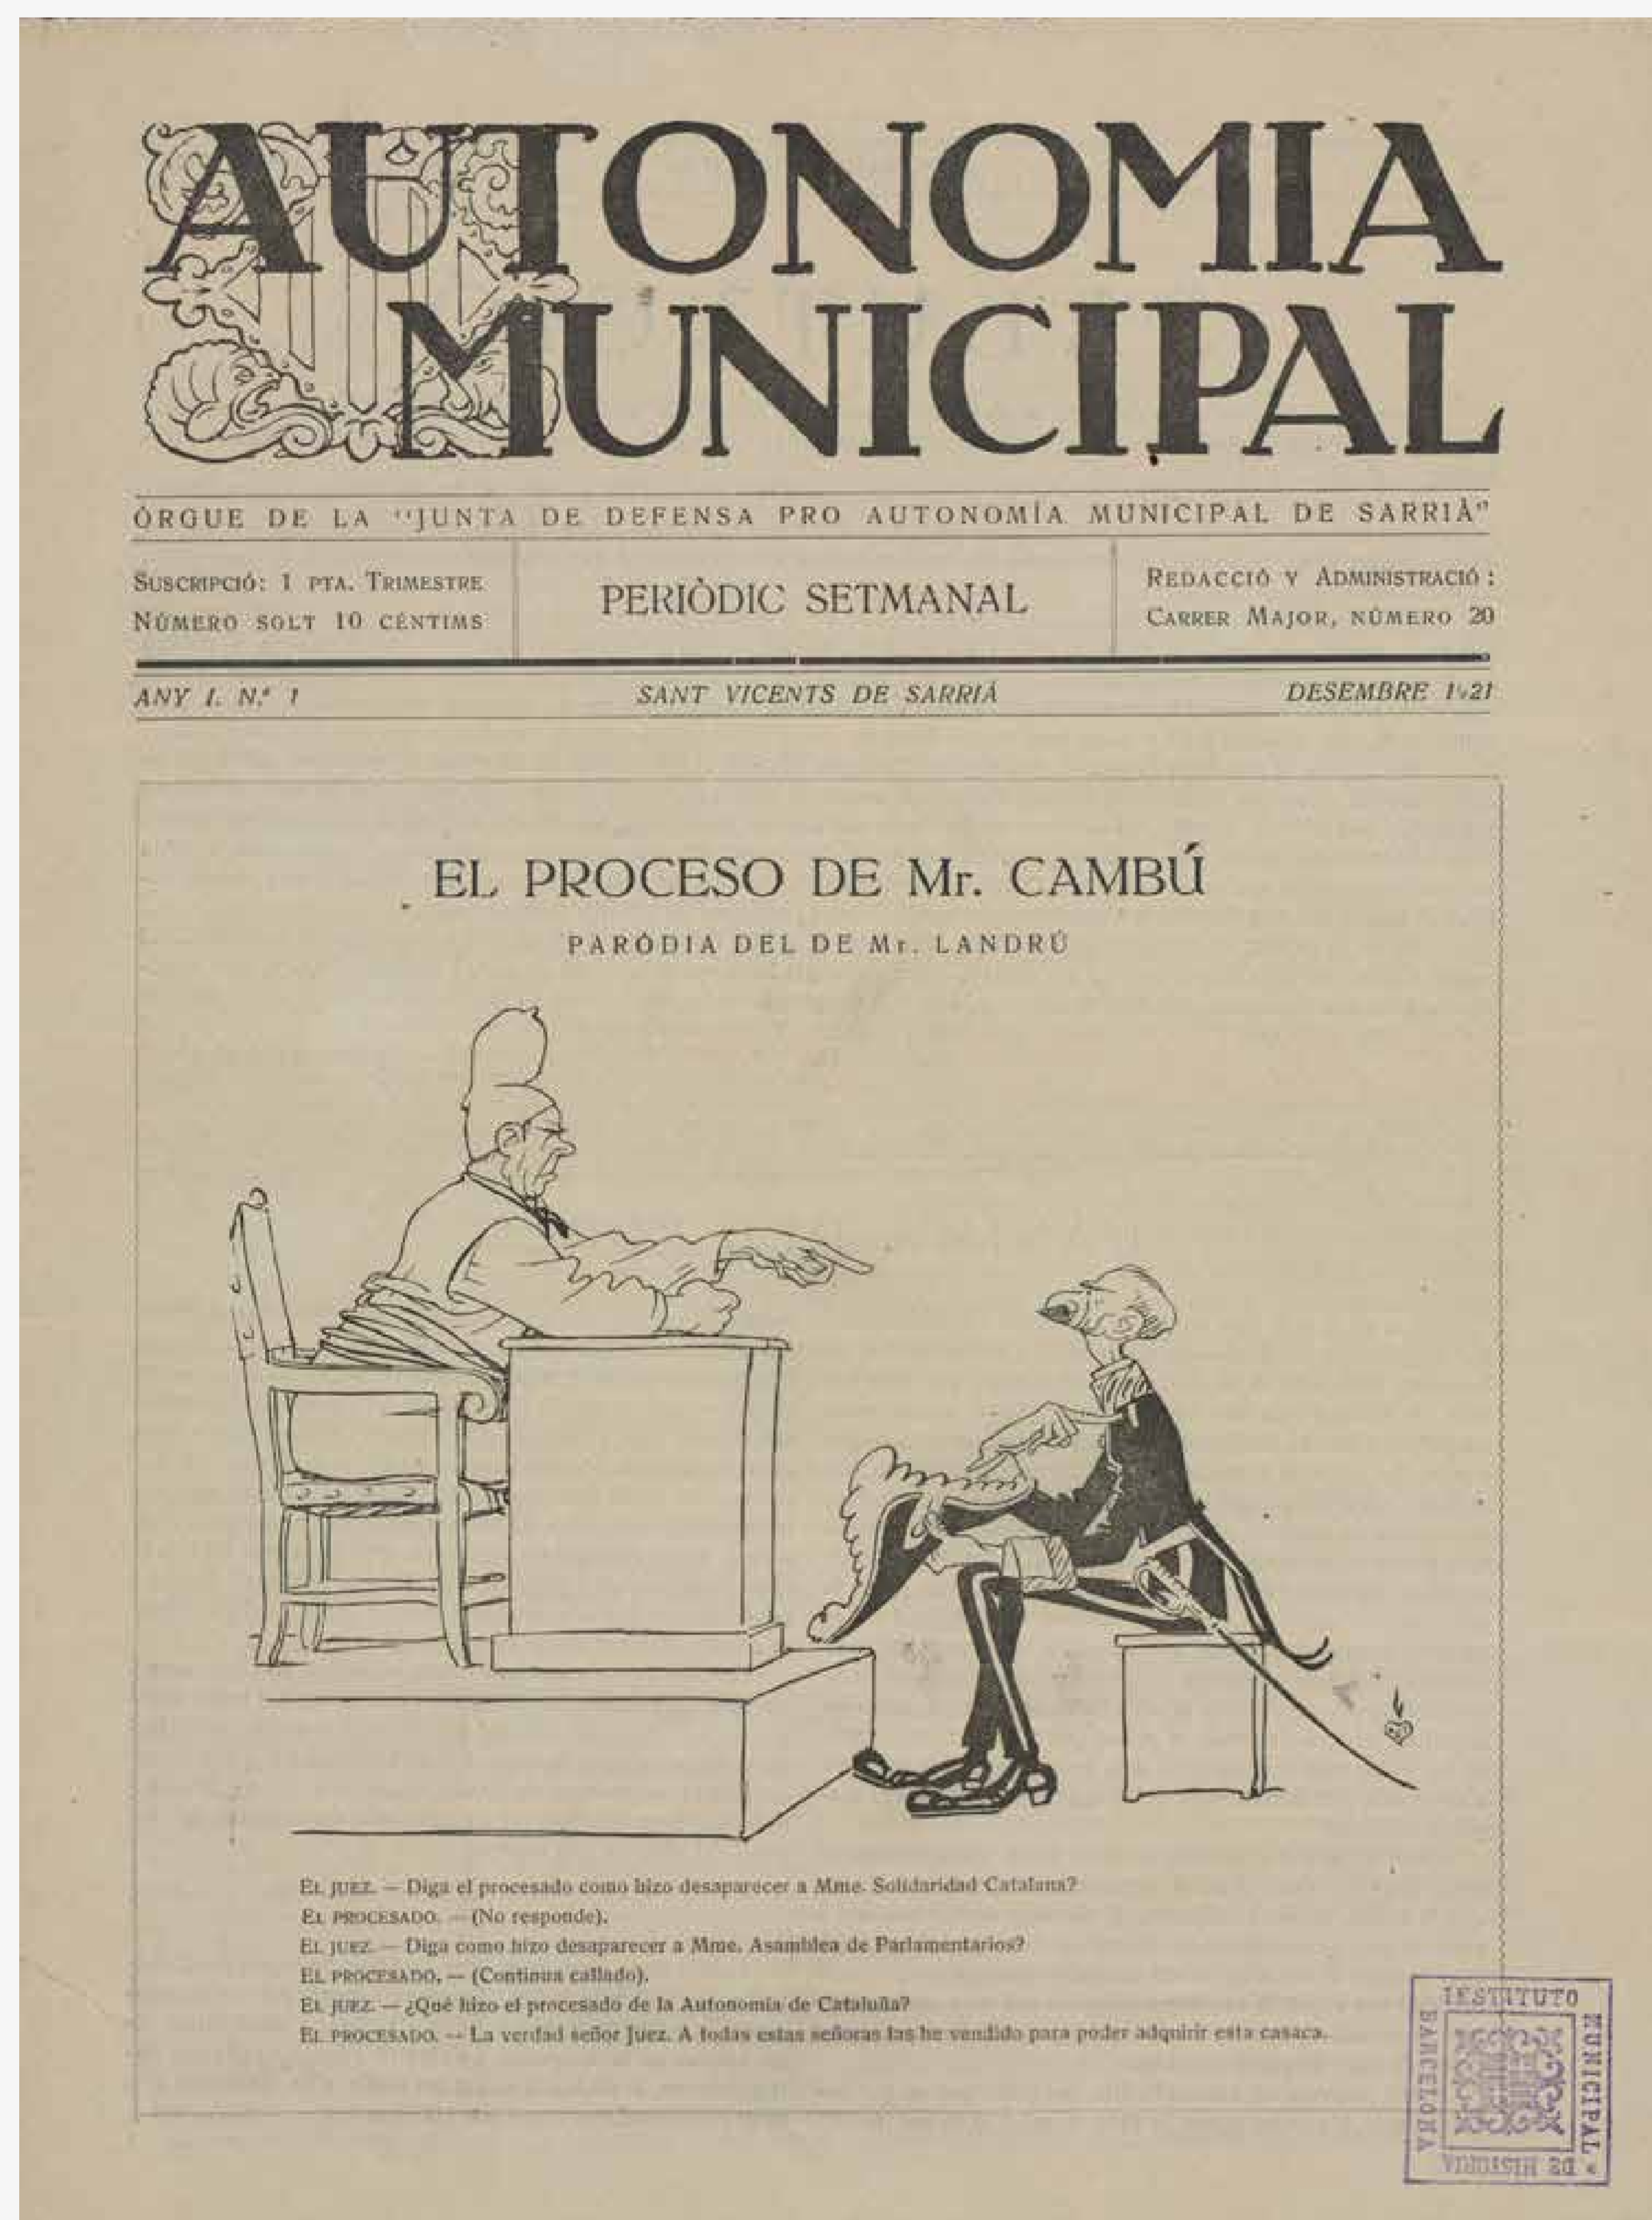 AUTONOMIA
MUNICIPAL
ÒRGUE DE LA "JUNTA DE DEFENSA PRO AUTONOMÍA MUNICIPAL DE SARRIÀ"
SUSCRIPCIÓ: 1 PTA. TRIMESTRE
NÚMERO SOLT 10 CÉNTIMS
PERIÒDIC SETMANAL
REDACCIÓ Y ADMINISTRACIÓ:
CARRER MAJOR, NÚMERO 20
ANY I. N.º 1
SANT VICENTS DE SARRIÁ
DESEMBRE 1921
EL PROCESO DE Mr. CAMBÚ
PARÓDIA DEL DE Mr. LANDRÚ
EL JUEZ. — Diga el procesado como hizo desaparecer a Mme. Solidaridad Catalana?
EL PROCESADO. — (No responde).
EL JUEZ. — Diga como hizo desaparecer a Mme. Asamblea de Parlamentarios?
EL PROCESADO. — (Continua callado).
EL JUEZ. — ¿Qué hizo el procesado de la Autonomía de Cataluña?
EL PROCESADO. — La verdad señor Juez. A todas estas señoras las he vendido para poder adquirir esta casaca.
INSTITUTO
MUNICIPAL
DE HISTORIA
BARCELONA